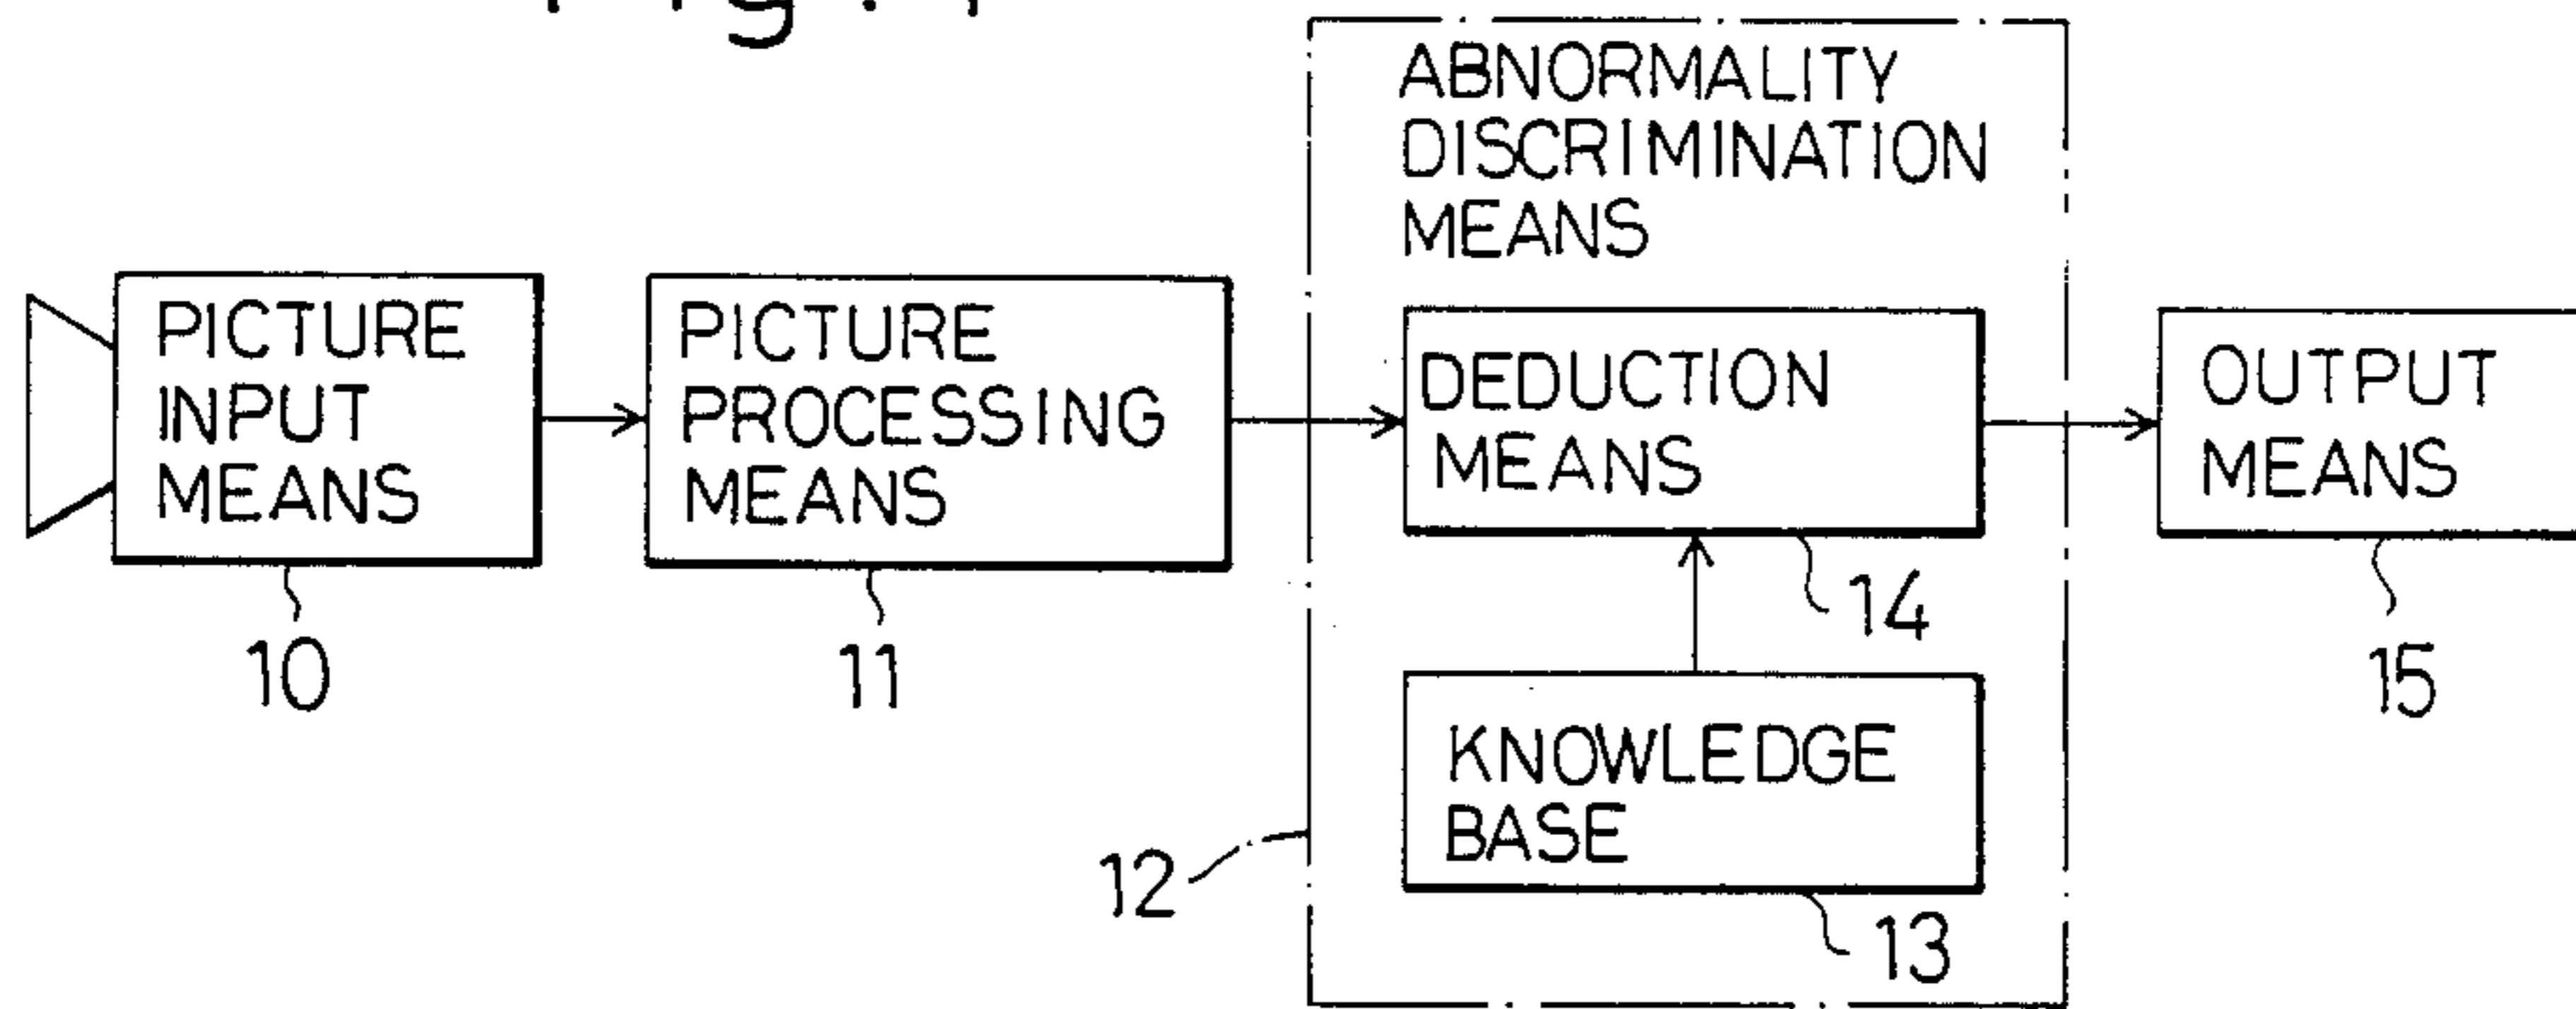 PICTURE
INPUT
MEANS
10
PICTURE
PROCESSING
MEANS
11
ABNORMALITY
DISCRIMINATION
MEANS
DEDUCTION
MEANS
14
KNOWLEDGE
BASE
13
12
OUTPUT
MEANS
15